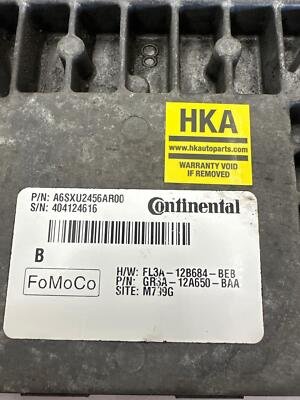 HKA
www.hkautoparts.com
WARRANTY VOID
IF REMOVED
P/N: A6SXU2456AR00
S/N: 404124616
Continental
B
FoMoCo
H/W: FL3A-12B684-BEB
P/N: GR3A-12A650-BAA
SITE: M799G